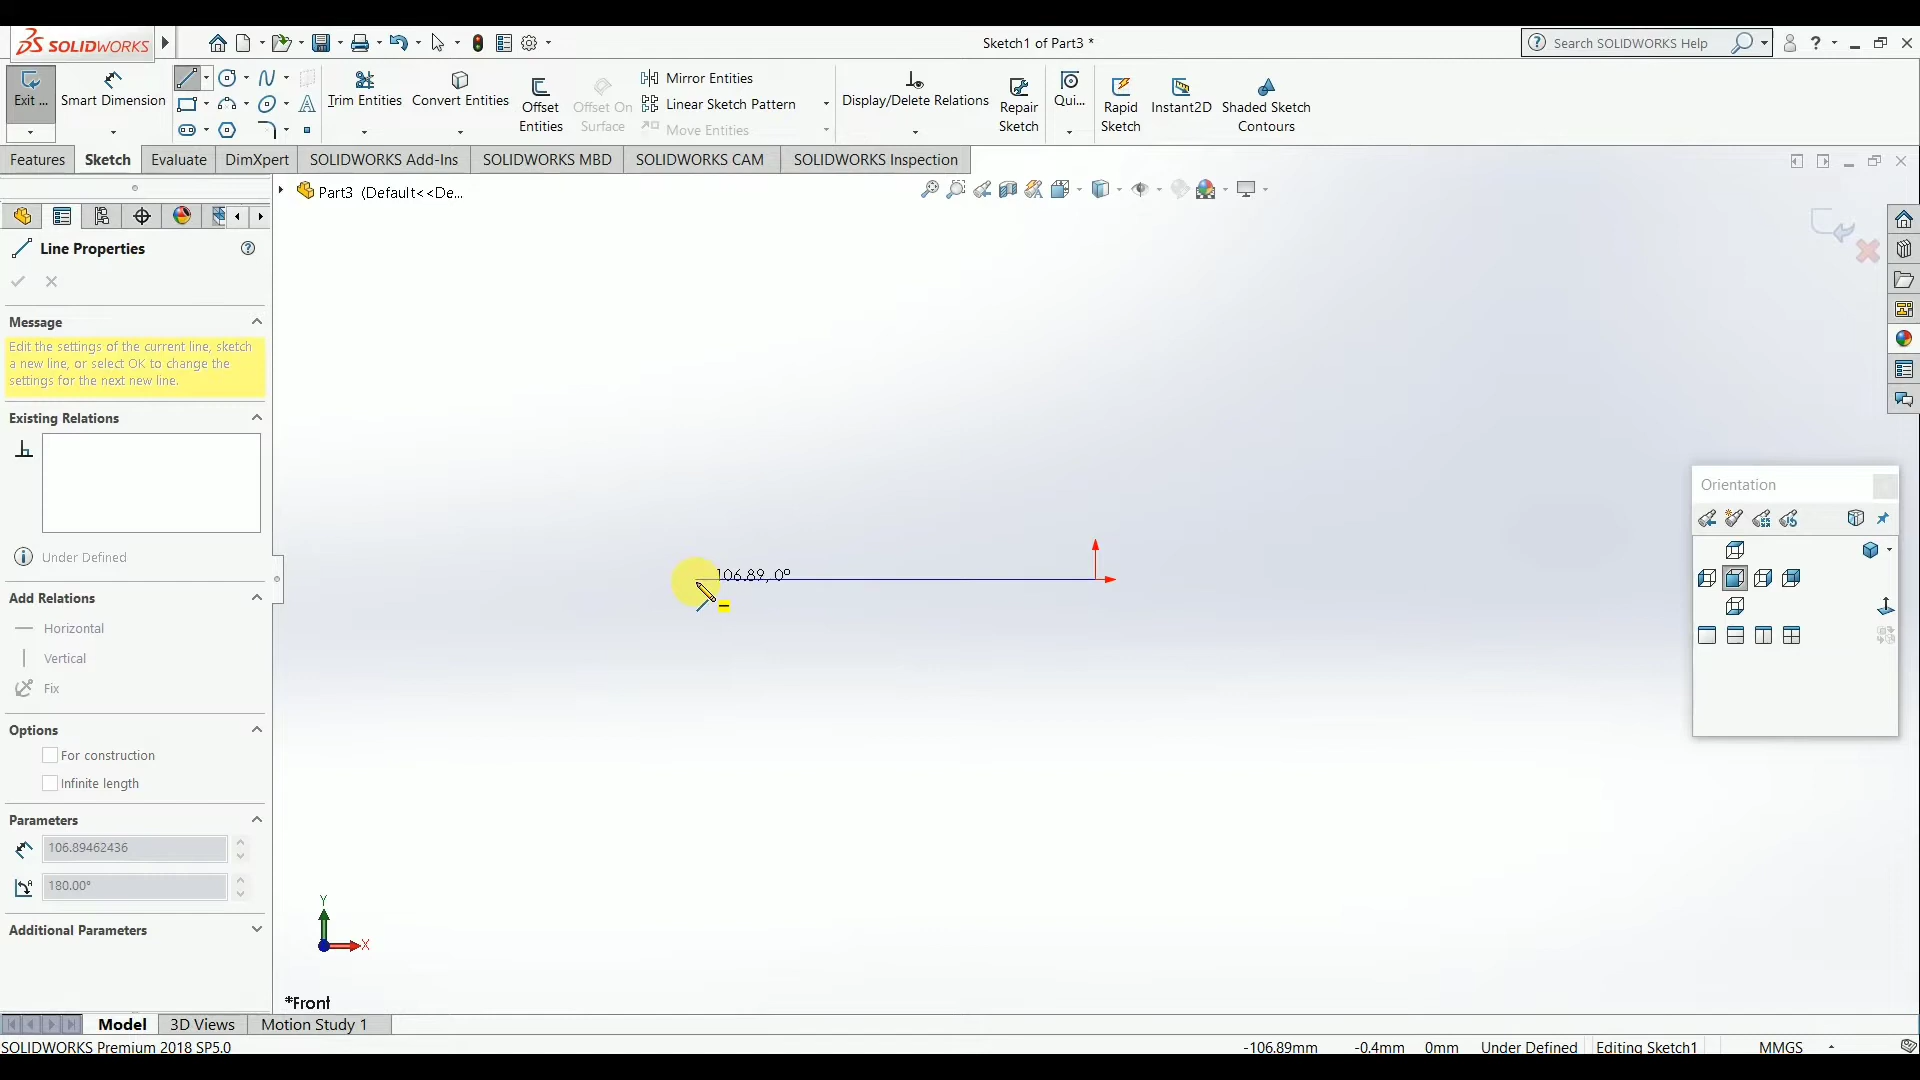 SOLIDWORKS
Sketch1 of Part3 *
Search SOLIDWORKS Help
Exit ...
Smart Dimension
Trim Entities
Convert Entities
Offset
Entities
Offset On
Surface
Mirror Entities
Linear Sketch Pattern
Move Entities
Display/Delete Relations
Repair
Sketch
Qui...
Rapid
Sketch
Instant2D
Shaded Sketch
Contours
Features
Sketch
Evaluate
DimXpert
SOLIDWORKS Add-Ins
SOLIDWORKS MBD
SOLIDWORKS CAM
SOLIDWORKS Inspection
Part3 (Default<<De...
Line Properties
Message
Edit the settings of the current line, sketch
a new line, or select OK to change the
settings for the next new line.
Existing Relations
Under Defined
Add Relations
Horizontal
Vertical
Fix
Options
For construction
Infinite length
Parameters
106.89462436
180.00°
Additional Parameters
106.89, 0°
Orientation
Y
X
*Front
Model
3D Views
Motion Study 1
SOLIDWORKS Premium 2018 SP5.0
-106.89mm
-0.4mm
0mm
Under Defined
Editing Sketch1
MMGS